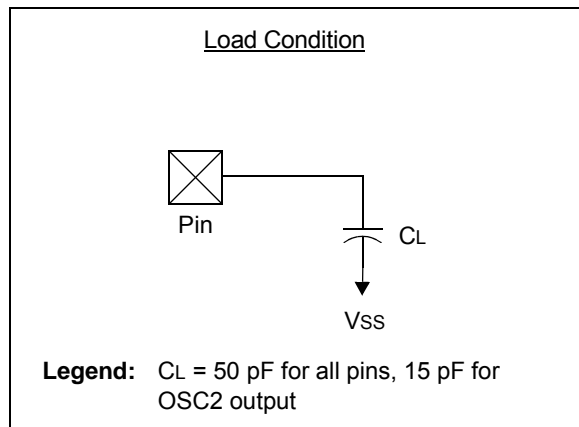 Load Condition
Pin
CL
VSS
Legend: CL = 50 pF for all pins, 15 pF for
OSC2 output